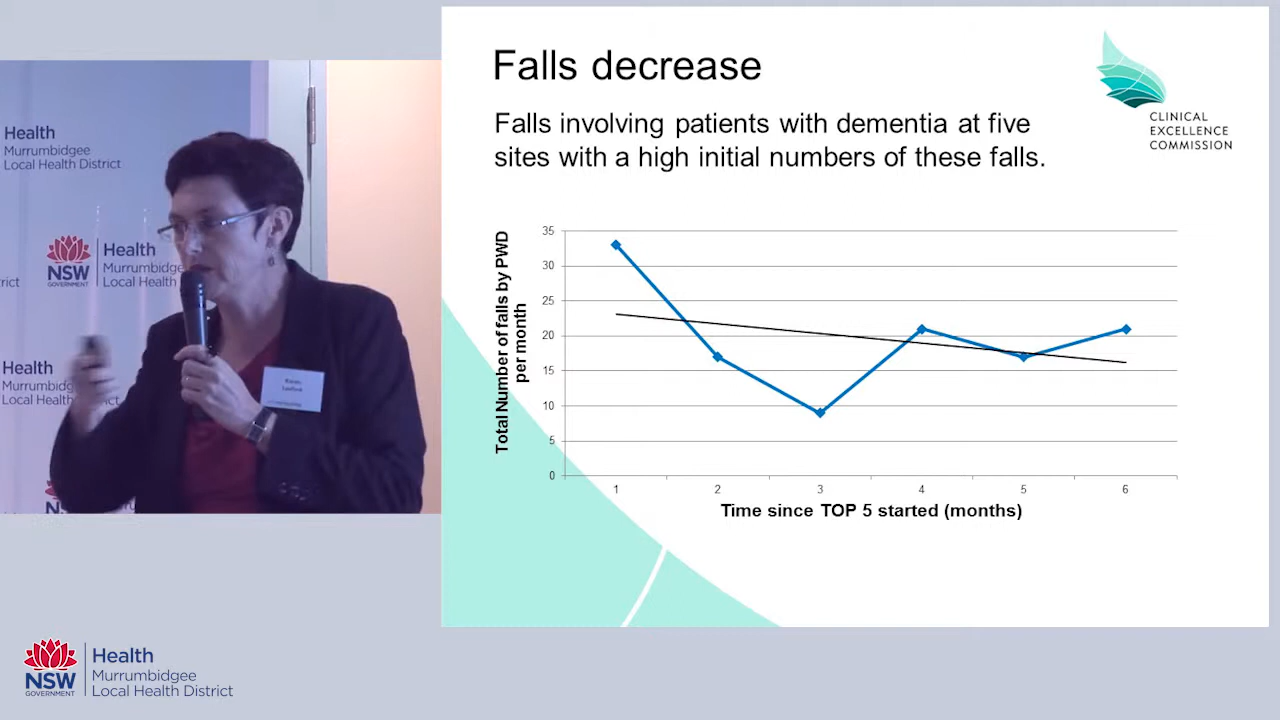 Falls decrease
Falls involving patients with dementia at five
sites with a high initial numbers of these falls.
CLINICAL
EXCELLENCE
COMMISSION
Total Number of falls by PWD
per month
35
30
25
20
15
10
5
0
1 2 3 4 5 6
Time since TOP 5 started (months)
Health
Murrumbidgee
Local Health District
NSW
GOVERNMENT
Health
Murrumbidge
Local Health
rict
Health
Murrumbidgee
Local Health
NSW
GOVERNMENT
Health
Murrumbidgee
Local Health District